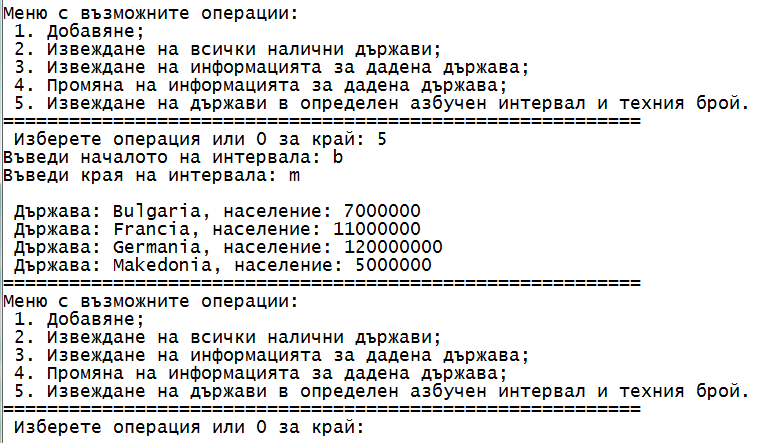 Меню с възможните операции:
1. Добавяне;
2. Извеждане на всички налични държави;
3. Извеждане на информацията за дадена държава;
4. Промяна на информацията за дадена държава;
5. Извеждане на държави в определен азбучен интервал и техния брой.
==========================================================
Изберете операция или 0 за край: 5
Въведи началото на интервала: b
Въведи края на интервала: m
Държава: Bulgaria, население: 7000000
Държава: Francia, население: 11000000
Държава: Germania, население: 120000000
Държава: Makedonia, население: 5000000
==========================================================
Меню с възможните операции:
1. Добавяне;
2. Извеждане на всички налични държави;
3. Извеждане на информацията за дадена държава;
4. Промяна на информацията за дадена държава;
5. Извеждане на държави в определен азбучен интервал и техния брой.
==========================================================
Изберете операция или 0 за край: